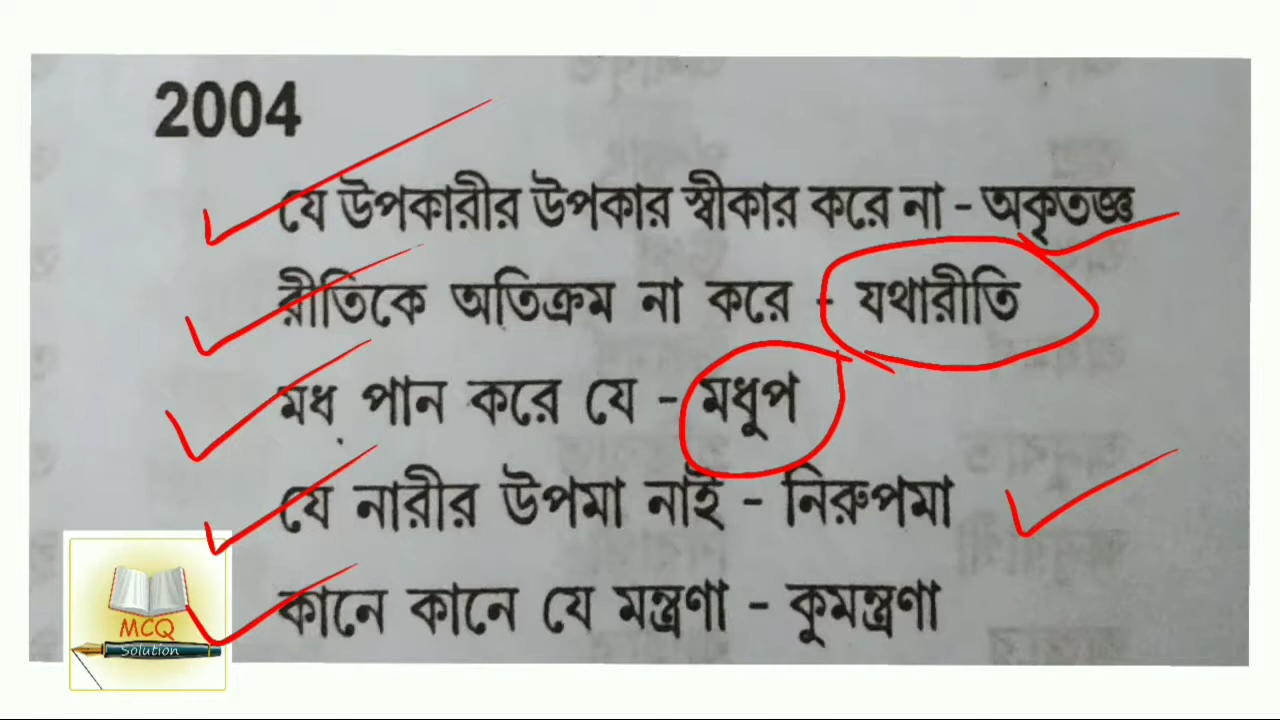 2004
যে উপকারীর উপকার স্বীকার করে না - অকৃতজ্ঞ
রীতিকে অতিক্রম না করে - যথারীতি
মধু পান করে যে - মধুপ
যে নারীর উপমা নাই - নিরুপমা
কানে কানে যে মন্ত্রণা - কুমন্ত্রণা
MCQ
Solution